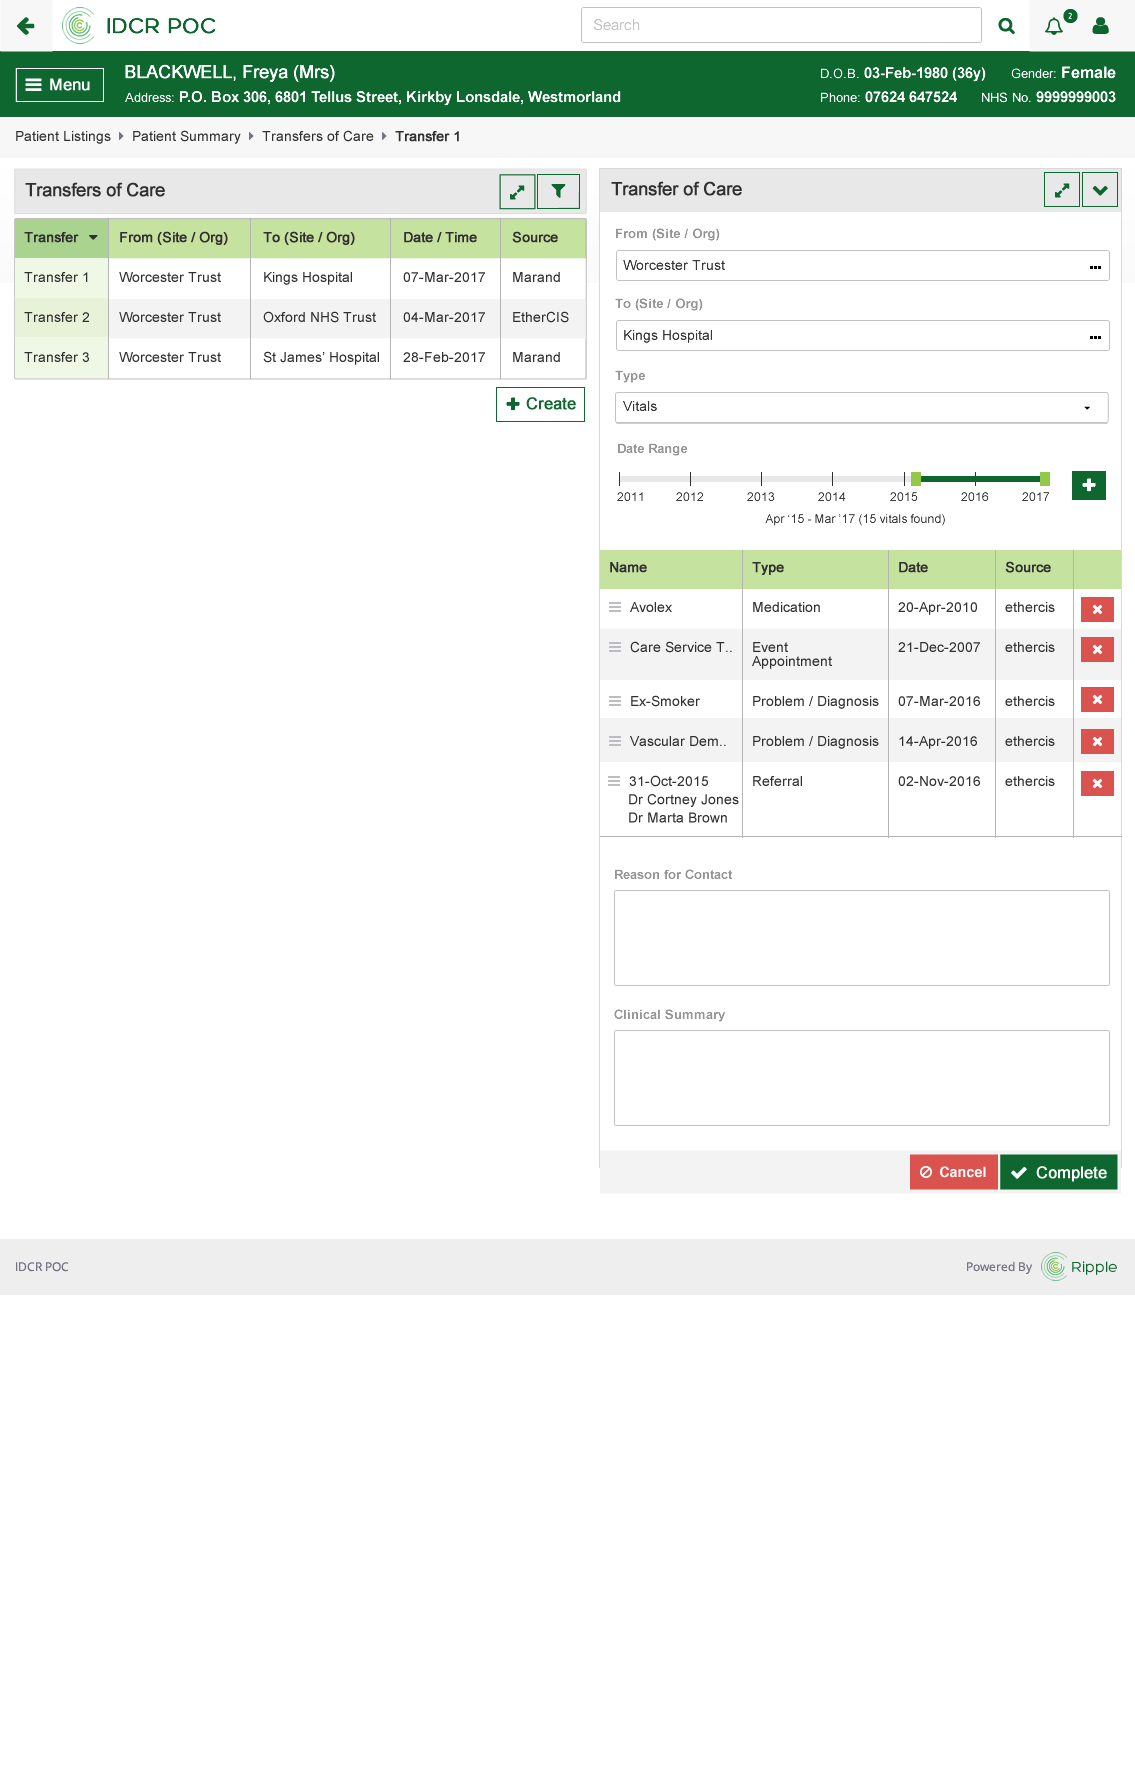 IDCR POC
Search
2
Menu
BLACKWELL, Freya (Mrs)
D.O.B. 03-Feb-1980 (36y) Gender: Female
Address: P.O. Box 306, 6801 Tellus Street, Kirkby Lonsdale, Westmorland
Phone: 07624 647524 NHS No. 9999999003
Patient Listings Patient Summary Transfers of Care Transfer 1
Transfers of Care
Transfer From (Site / Org) To (Site / Org) Date / Time Source
Transfer 1 Worcester Trust Kings Hospital 07-Mar-2017 Marand
Transfer 2 Worcester Trust Oxford NHS Trust 04-Mar-2017 EtherCIS
Transfer 3 Worcester Trust St James’ Hospital 28-Feb-2017 Marand
Create
Transfer of Care
From (Site / Org)
Worcester Trust
To (Site / Org)
Kings Hospital
Type
Vitals
Date Range
2011 2012 2013 2014 2015 2016 2017
Apr ‘15 - Mar ’17 (15 vitals found)
Name Type Date Source
Avolex Medication 20-Apr-2010 ethercis
Care Service T.. Event 21-Dec-2007 ethercis
Appointment
Ex-Smoker Problem / Diagnosis 07-Mar-2016 ethercis
Vascular Dem.. Problem / Diagnosis 14-Apr-2016 ethercis
31-Oct-2015 Referral 02-Nov-2016 ethercis
Dr Cortney Jones
Dr Marta Brown
Reason for Contact
Clinical Summary
Cancel Complete
IDCR POC
Powered By Ripple